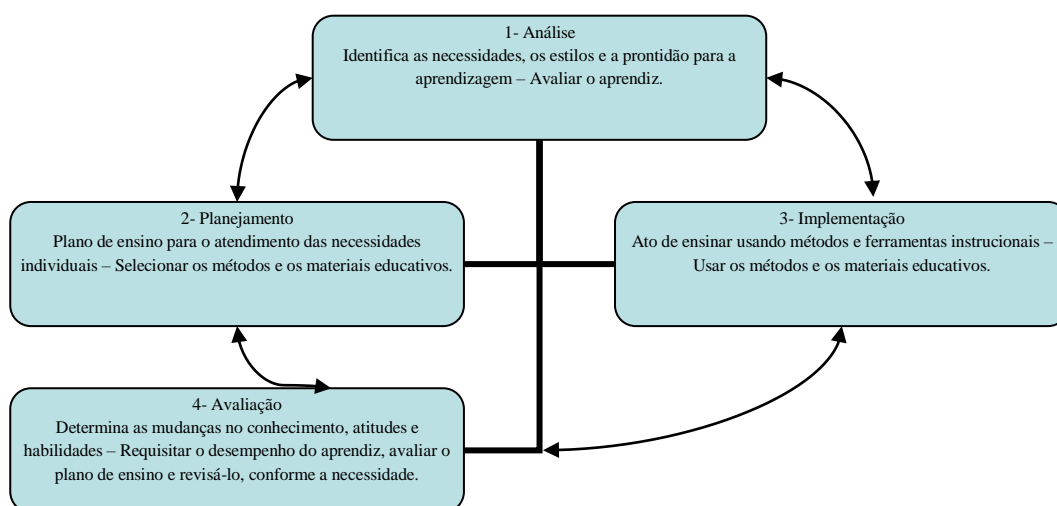 1- Análise
Identifica as necessidades, os estilos e a prontidão para a
aprendizagem – Avaliar o aprendiz.
2- Planejamento
Plano de ensino para o atendimento das necessidades
individuais – Selecionar os métodos e os materiais educativos.
3- Implementação
Ato de ensinar usando métodos e ferramentas instrucionais –
Usar os métodos e os materiais educativos.
4- Avaliação
Determina as mudanças no conhecimento, atitudes e
habilidades – Requisitar o desempenho do aprendiz, avaliar o
plano de ensino e revisá-lo, conforme a necessidade.